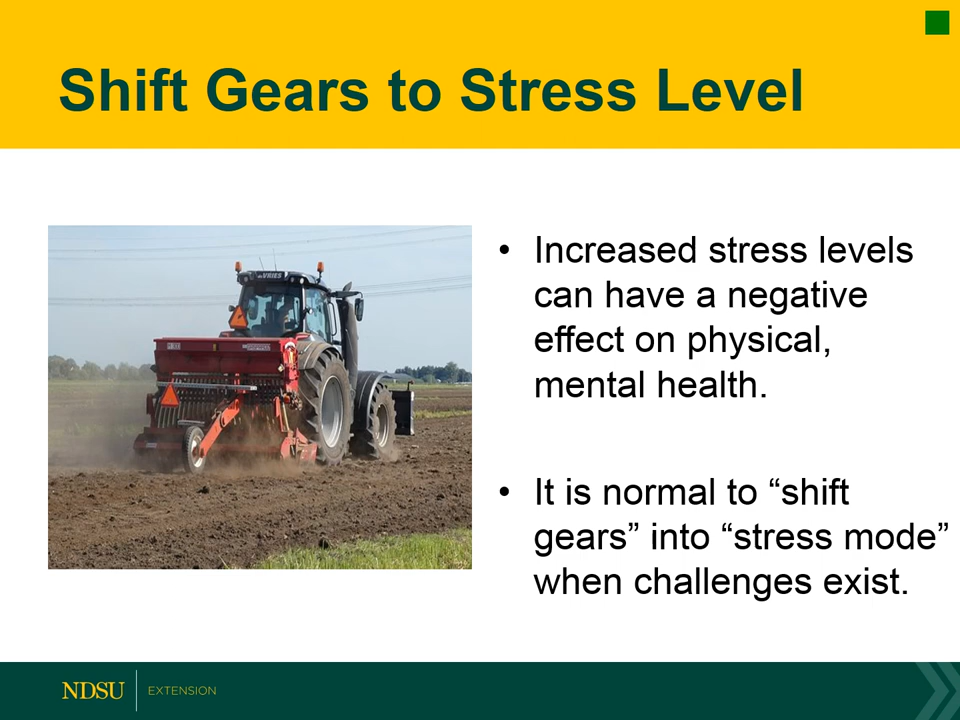 Shift Gears to Stress Level
VRIES
• Increased stress levels
can have a negative
effect on physical,
mental health.
• It is normal to “shift
gears” into “stress mode”
when challenges exist.
NDSU
EXTENSION